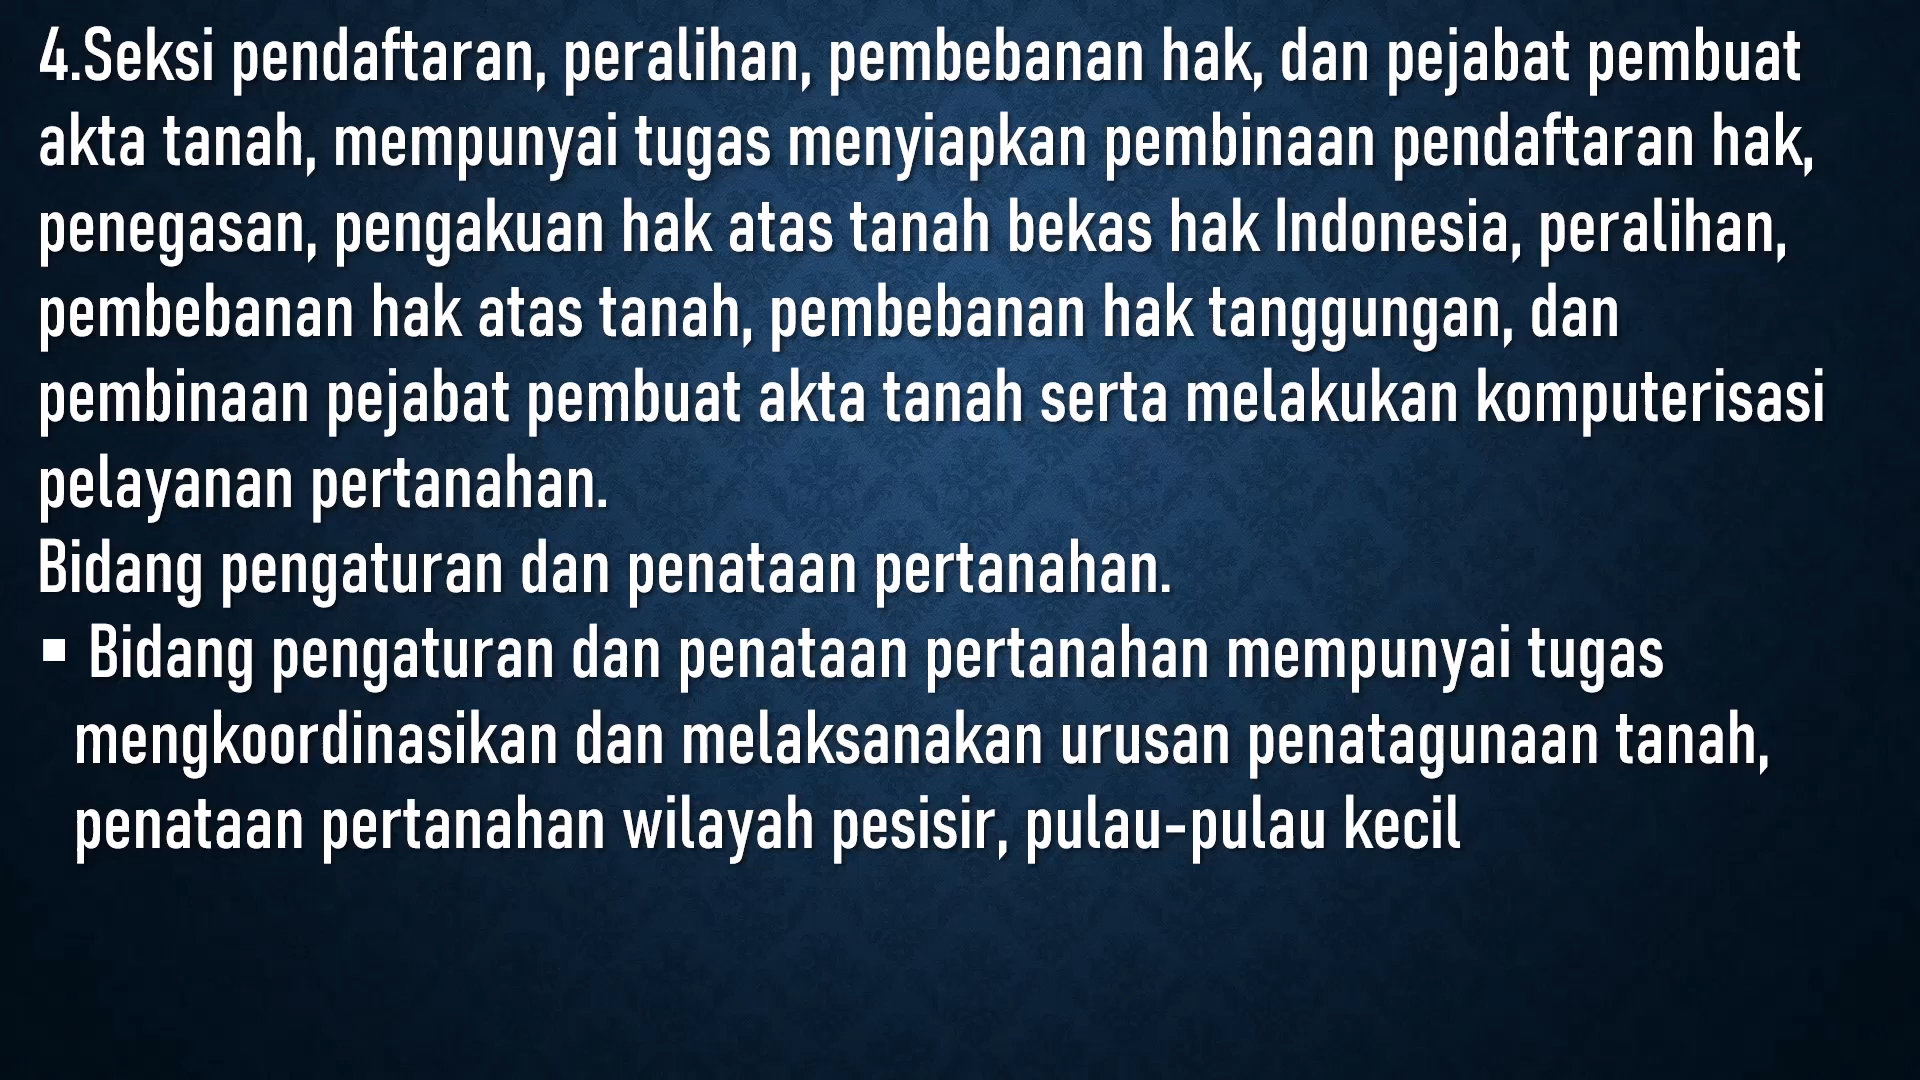 4.Seksi pendaftaran, peralihan, pembebanan hak, dan pejabat pembuat
akta tanah, mempunyai tugas menyiapkan pembinaan pendaftaran hak,
penegasan, pengakuan hak atas tanah bekas hak Indonesia, peralihan,
pembebanan hak atas tanah, pembebanan hak tanggungan, dan
pembinaan pejabat pembuat akta tanah serta melakukan komputerisasi
pelayanan pertanahan.
Bidang pengaturan dan penataan pertanahan.
▪ Bidang pengaturan dan penataan pertanahan mempunyai tugas
mengkoordinasikan dan melaksanakan urusan penatagunaan tanah,
penataan pertanahan wilayah pesisir, pulau-pulau kecil